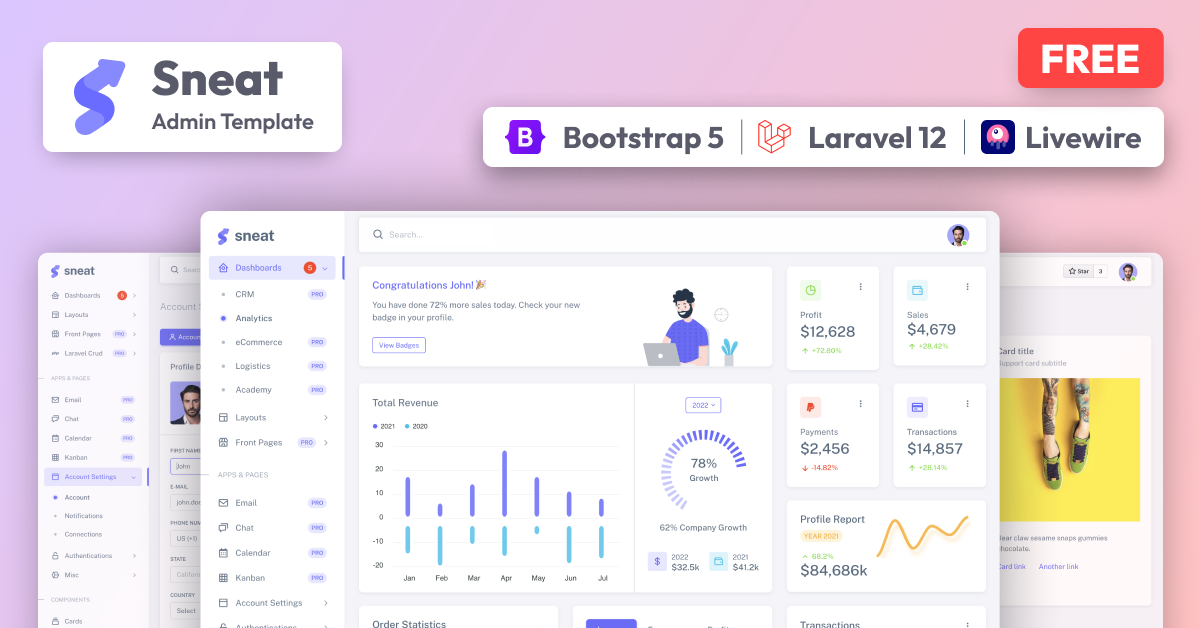 Sneat
Admin Template
FREE
Bootstrap 5
Laravel 12
Livewire
sneat
Dashboards 5
Layouts
Front Pages PRO
Laravel Crud PRO
APPS & PAGES
Email PRO
Chat PRO
Calendar PRO
Kanban PRO
Account Settings
Account
Notifications
Connections
Authentications
Misc
COMPONENTS
Cards
Account
Profile
FIRST
John
E-MAIL
PHONE
US (+1)
STATE
COUNTRY
Select
sneat
Dashboards 5
CRM PRO
Analytics
eCommerce PRO
Logistics PRO
Academy PRO
Layouts
Front Pages PRO
APPS & PAGES
Email PRO
Chat PRO
Calendar PRO
Kanban PRO
Account Settings
Authentications
Search...
Congratulations John!🎉
You have done 72% more sales today. Check your new
badge in your profile.
View Badges
Profit
$12,628
+72.80%
Sales
$4,679
+28.42%
Total Revenue
2021 2020
30
20
10
0
-10
-20
Jan Feb Mar Apr May Jun Jul
2022
78%
Growth
62% Company Growth
$ 2022
$32.5k
2021
$41.2k
Payments
$2,456
-14.82%
Transactions
$14,857
+28.14%
Profile Report
YEAR 2021
68.2%
$84,686k
Order Statistics
Transactions
Star 3
Card title
Support card subtitle
claw sesame snaps gummies
chocolate.
Card link Another link